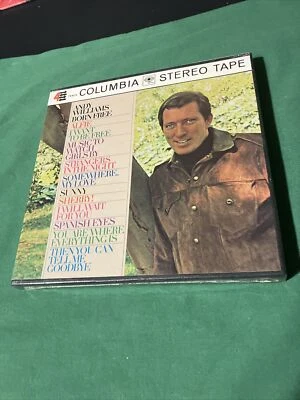 COLUMBIA STEREO TAPE
ANDY
WILLIAMS
BORN FREE
ALFIE
I WANT
TO BE FREE
MUSIC TO
WATCH
GIRLS BY
STRANGERS
IN THE NIGHT
SOMEWHERE,
MY LOVE
SUNNY
SHERRY!
I WILL WAIT
FOR YOU
SPANISH EYES
YOU ARE WHERE
EVERYTHING IS
THEN YOU CAN
TELL ME
GOODBYE